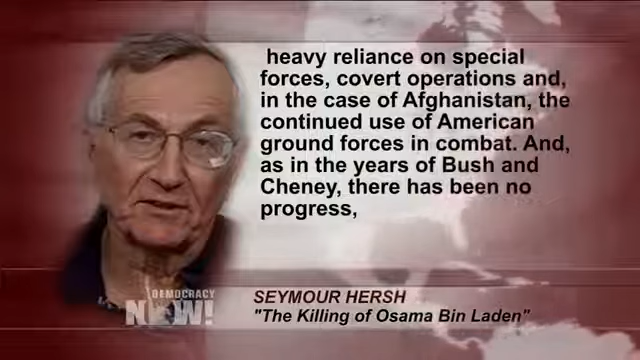 heavy reliance on special
forces, covert operations and,
in the case of Afghanistan, the
continued use of American
ground forces in combat. And,
as in the years of Bush and
Cheney, there has been no
progress,
DEMOCRACY
NOW!
SEYMOUR HERSH
"The Killing of Osama Bin Laden"